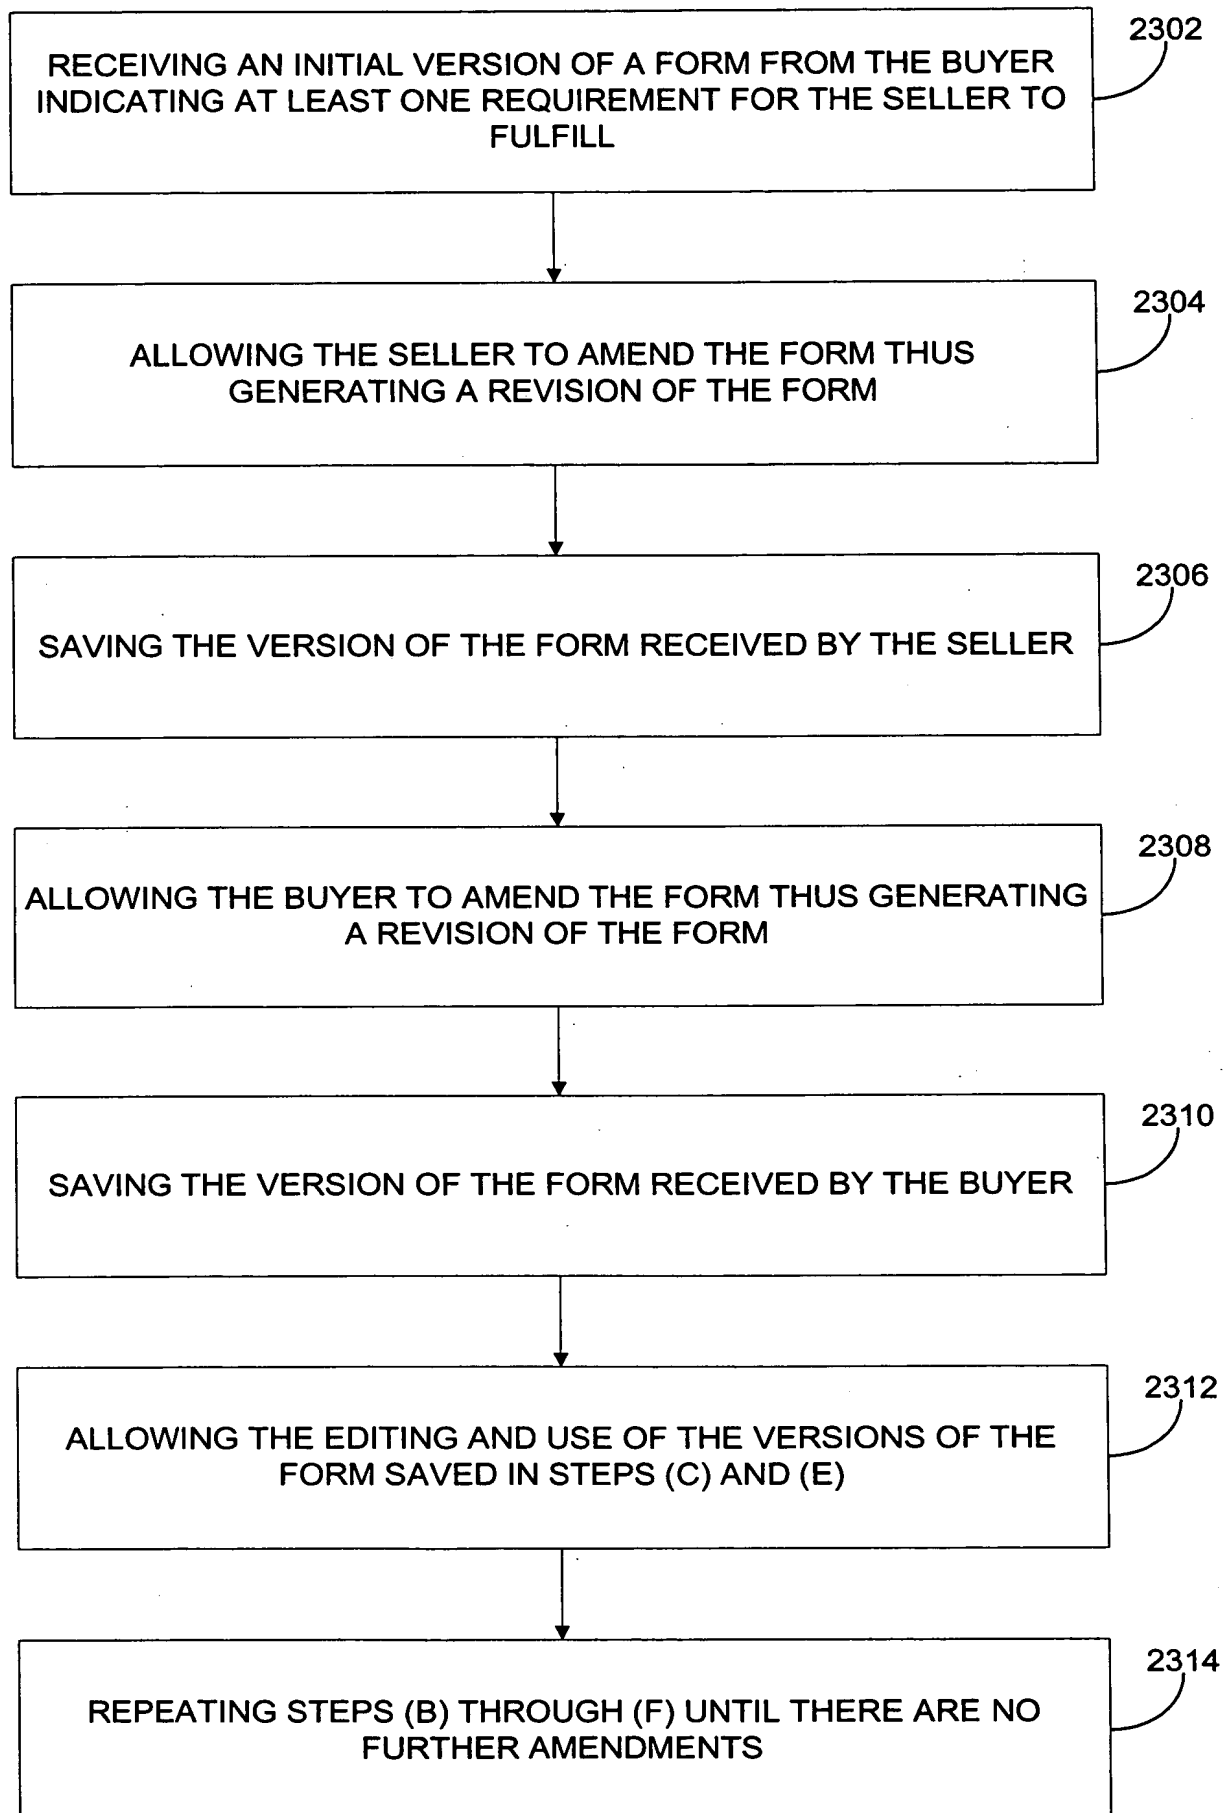 2302
RECEIVING AN INITIAL VERSION OF A FORM FROM THE BUYER
INDICATING AT LEAST ONE REQUIREMENT FOR THE SELLER TO
FULFILL
2304
ALLOWING THE SELLER TO AMEND THE FORM THUS
GENERATING A REVISION OF THE FORM
2306
SAVING THE VERSION OF THE FORM RECEIVED BY THE SELLER
2308
ALLOWING THE BUYER TO AMEND THE FORM THUS GENERATING
A REVISION OF THE FORM
2310
SAVING THE VERSION OF THE FORM RECEIVED BY THE BUYER
2312
ALLOWING THE EDITING AND USE OF THE VERSIONS OF THE
FORM SAVED IN STEPS (C) AND (E)
2314
REPEATING STEPS (B) THROUGH (F) UNTIL THERE ARE NO
FURTHER AMENDMENTS